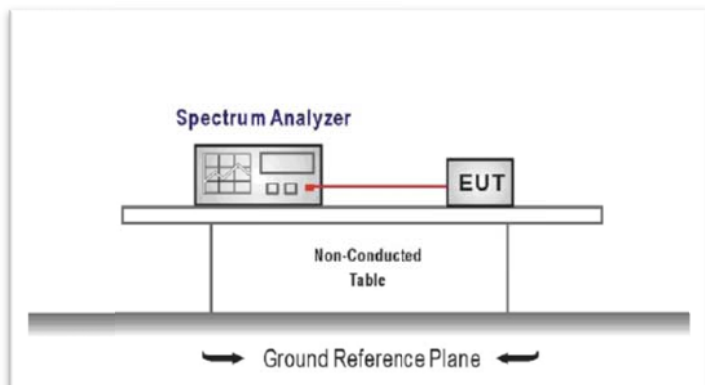 Spectrum Analyzer
EUT
Non-Conducted
Table
Ground Reference Plane